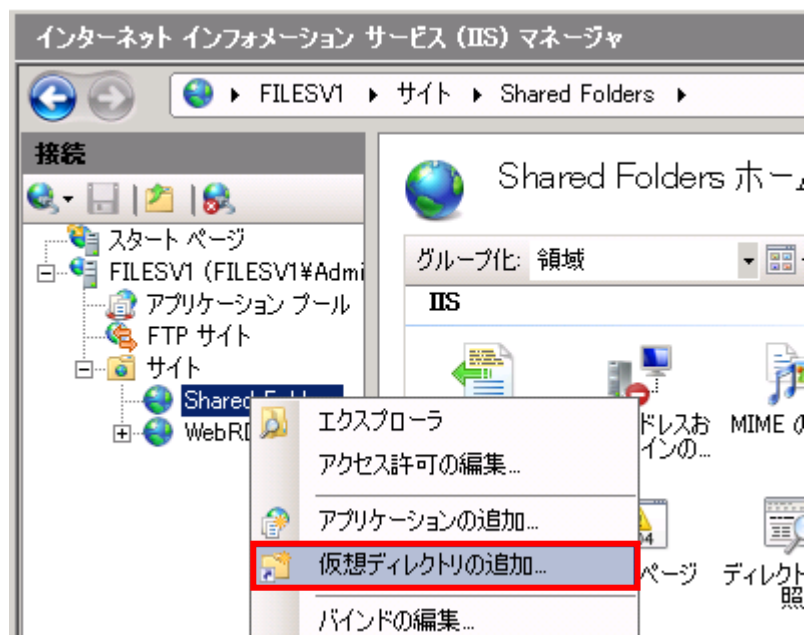 インターネット インフォメーション サービス (IIS) マネージャ
FILESV1 サイト Shared Folders
接続
Shared Folders ホーム
スタート ページ
FILESV1 (FILESV1¥Admi
グループ化: 領域
アプリケーション プール
IIS
FTP サイト
サイト
Shared
WebRD
エクスプローラ
アクセス許可の編集...
アプリケーションの追加...
仮想ディレクトリの追加...
バインドの編集...
ドレスお
インの...
MIME の
04
ページ
ディレクト
照